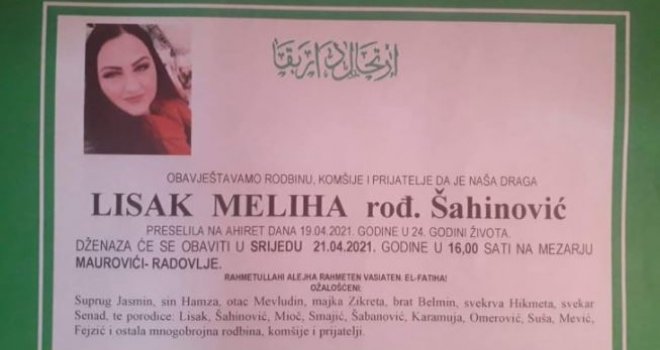 ارتحال دار بقا
OBAVJEŠTAVAMO RODBINU, KOMŠIJE I PRIJATELJE DA JE NAŠA DRAGA
LISAK MELIHA rođ. Šahinović
PRESELILA NA AHIRET DANA 19.04.2021. GODINE U 24. GODINI ŽIVOTA.
DŽENAZA ĆE SE OBAVITI U SRIJEDU 21.04.2021. GODINE U 16,00 SATI NA MEZARJU
MAUROVIĆI- RADOVLJE.
RAHMETULLAHI ALEJHA RAHMETEN VASIATEN. EL-FATIHA!
OŽALOŠĆENI:
Suprug Jasmin, sin Hamza, otac Mevludin, majka Zikreta, brat Belmin, svekrva Hikmeta, svekar
Senad, te porodice: Lisak, Šahinović, Mioč, Smajić, Šabanović, Karamuja, Omerović, Suša, Mević,
Fejzić i ostala mnogobrojna rodbina, komšije i prijatelji.